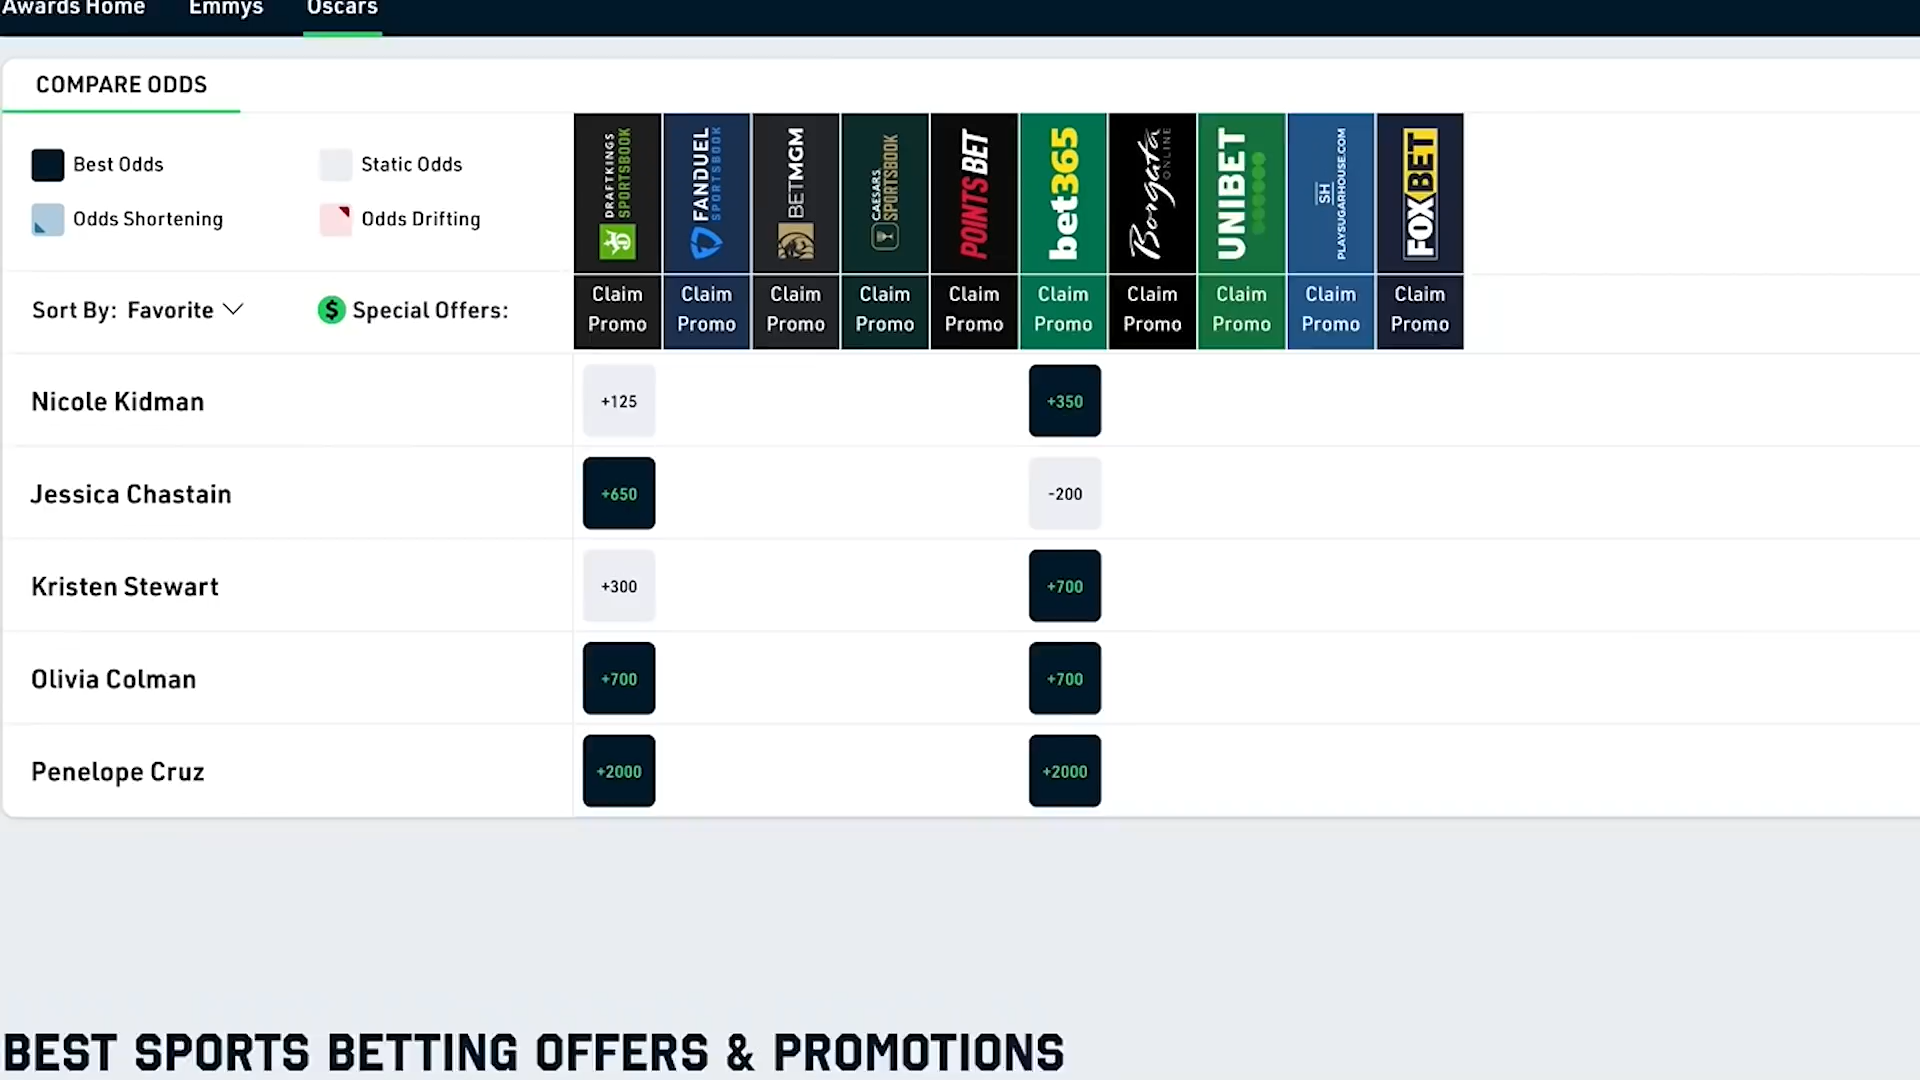 Awards Home Emmys Oscars
COMPARE ODDS
Best Odds Static Odds
Odds Shortening Odds Drifting
DRAFTKINGS
SPORTSBOOK
FANDUEL
SPORTSBOOK
BETMGM
CAESARS
SPORTSBOOK
POINTSBET
bet365
Borgata
ONLINE
UNIBET
SH
PLAYSUGARHOUSE.COM
FOXBET
Sort By: Favorite $ Special Offers:
Claim Claim Claim Claim Claim Claim Claim Claim Claim Claim
Promo Promo Promo Promo Promo Promo Promo Promo Promo Promo
Nicole Kidman +125 +350
Jessica Chastain +650 -200
Kristen Stewart +300 +700
Olivia Colman +700 +700
Penelope Cruz +2000 +2000
BEST SPORTS BETTING OFFERS & PROMOTIONS